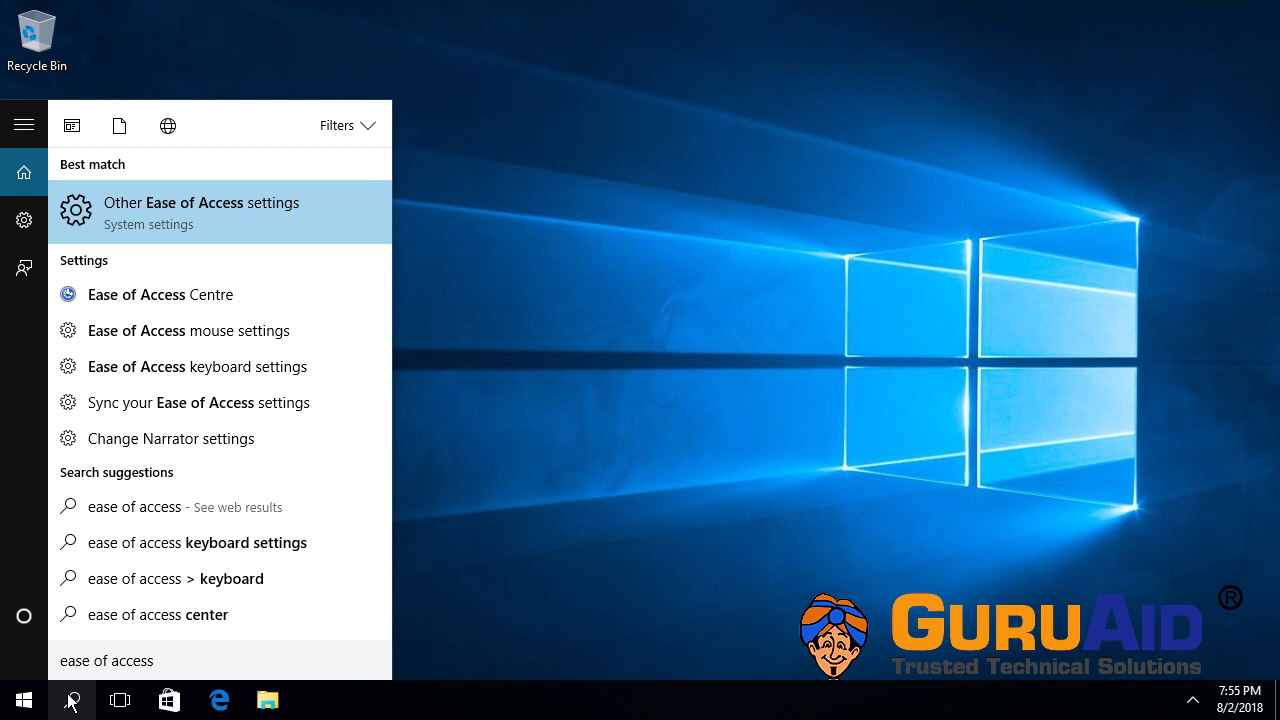 Recycle Bin
Filters
Best match
Other Ease of Access settings
System settings
Settings
Ease of Access Centre
Ease of Access mouse settings
Ease of Access keyboard settings
Sync your Ease of Access settings
Change Narrator settings
Search suggestions
ease of access - See web results
ease of access keyboard settings
ease of access > keyboard
ease of access center
ease of access
GURUAID ®
Trusted Technical Solutions
7:55 PM
8/2/2018